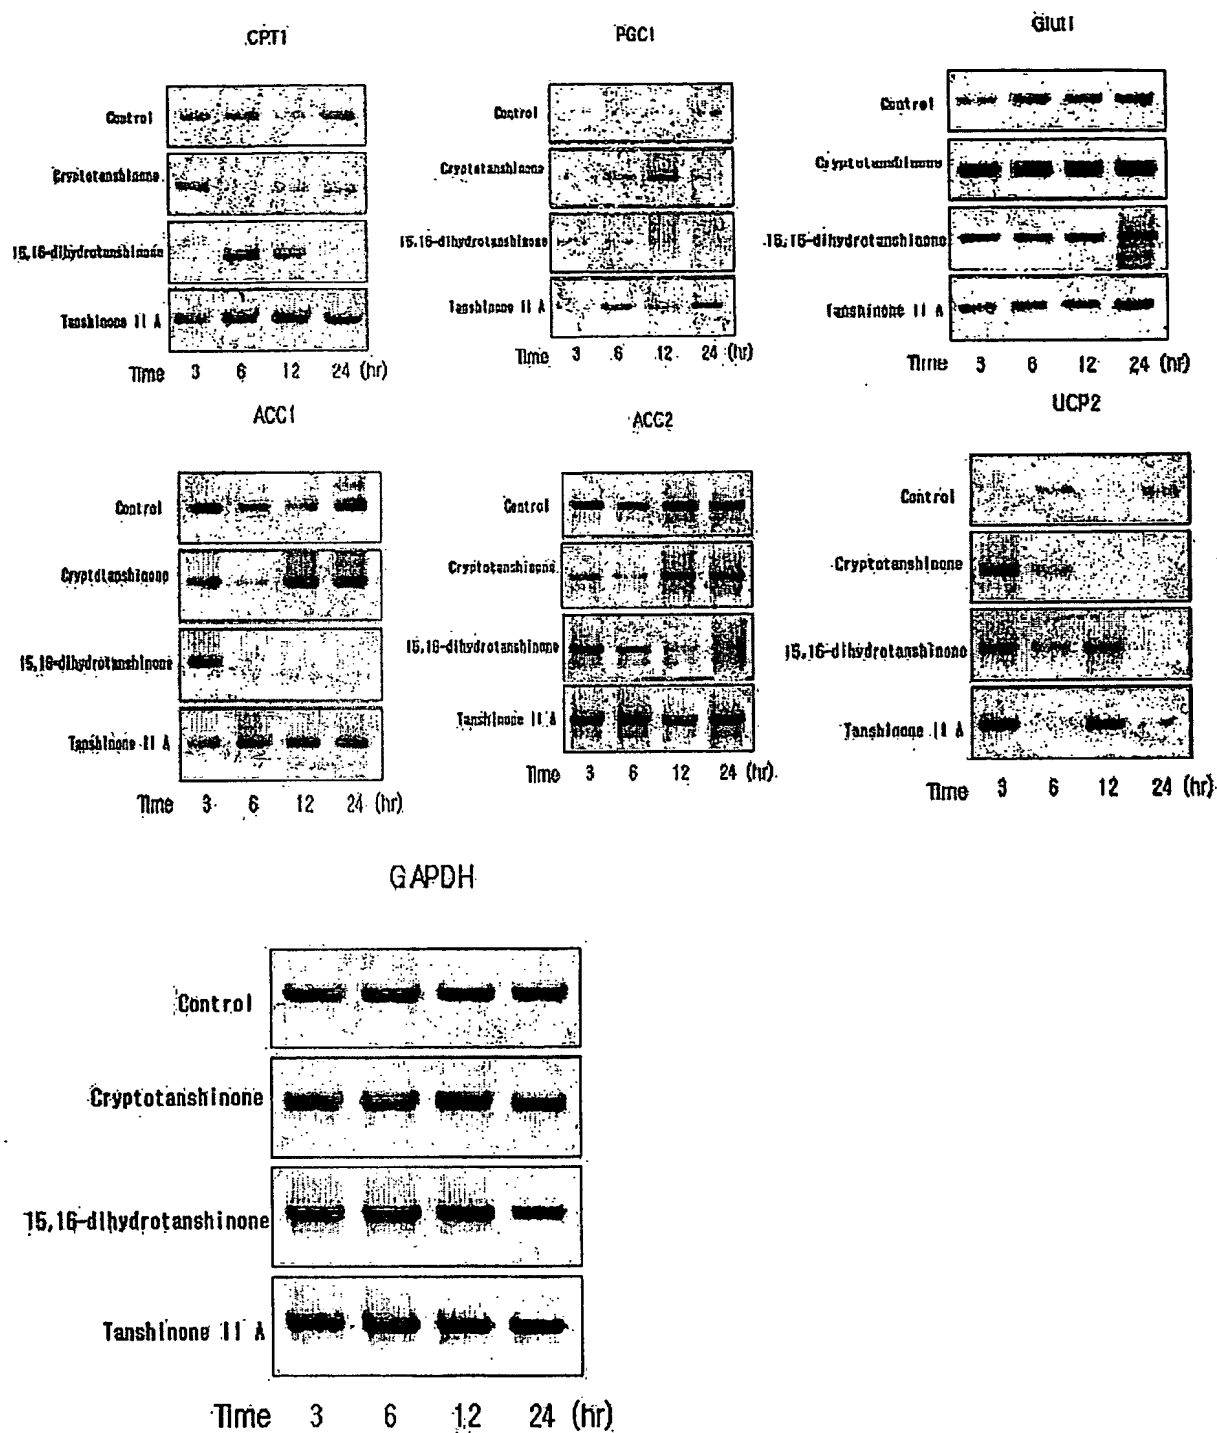 CPT1
Control
Cryptotanshinone
15,16-dihydrotanshinone
Tanshinone II A
Time 3 6 12 24 (hr)
PGC1
Control
Cryptotanshinone
15,16-dihydrotanshinone
Tanshinone II A
Time 3 6 12 24 (hr)
Glut1
Control
Cryptotanshinone
15,16-dihydrotanshinone
Tanshinone II A
Time 3 6 12 24 (hr)
ACC1
Control
Cryptotanshinone
15,16-dihydrotanshinone
Tanshinone II A
Time 3 6 12 24 (hr)
ACC2
Control
Cryptotanshinone
15,16-dihydrotanshinone
Tanshinone II A
Time 3 6 12 24 (hr)
UCP2
Control
Cryptotanshinone
15,16-dihydrotanshinone
Tanshinone II A
Time 3 6 12 24 (hr)
GAPDH
Control
Cryptotanshinone
15,16-dihydrotanshinone
Tanshinone II A
Time 3 6 12 24 (hr)